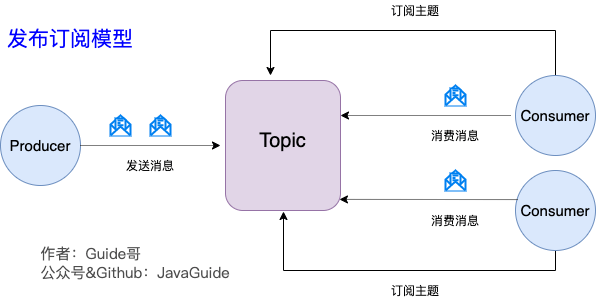 发布订阅模型
订阅主题
Producer
发送消息
Topic
消费消息
Consumer
消费消息
Consumer
订阅主题
作者：Guide哥
公众号&Github：JavaGuide